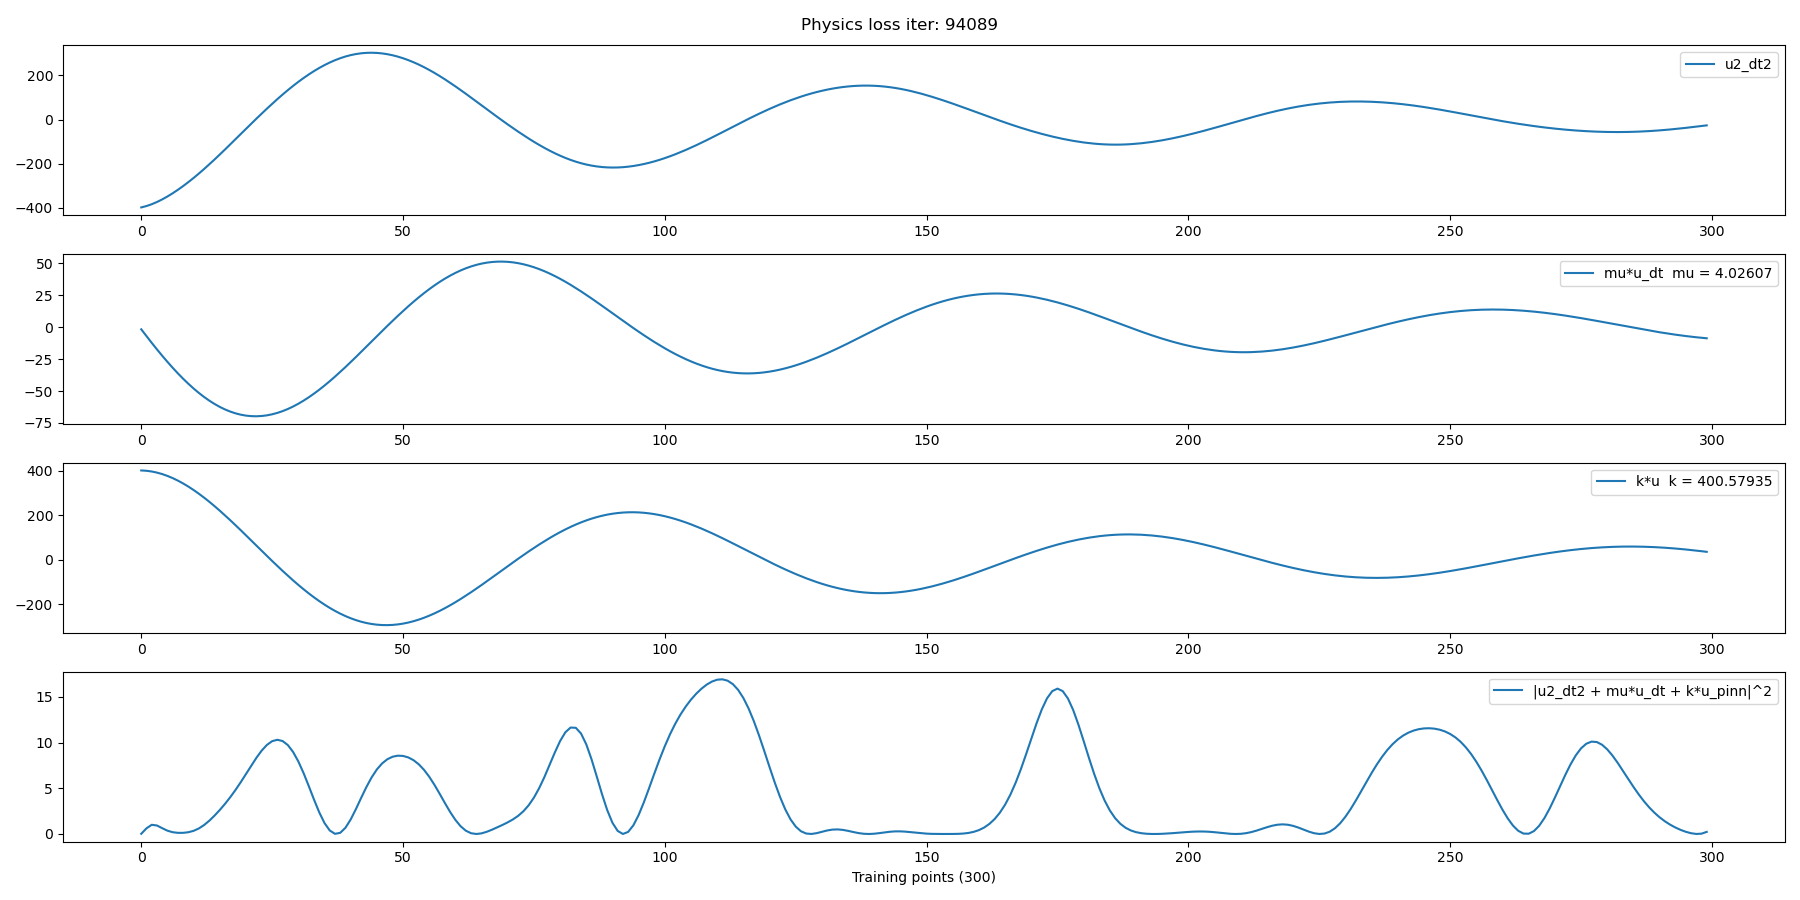 Physics loss iter: 94089
u2_dt2
200
0
−200
−400
0 50 100 150 200 250 300
mu*u_dt mu = 4.02607
50
25
0
−25
−50
−75
0 50 100 150 200 250 300
k*u k = 400.57935
400
200
0
−200
0 50 100 150 200 250 300
|u2_dt2 + mu*u_dt + k*u_pinn|^2
15
10
5
0
0 50 100 150 200 250 300
Training points (300)